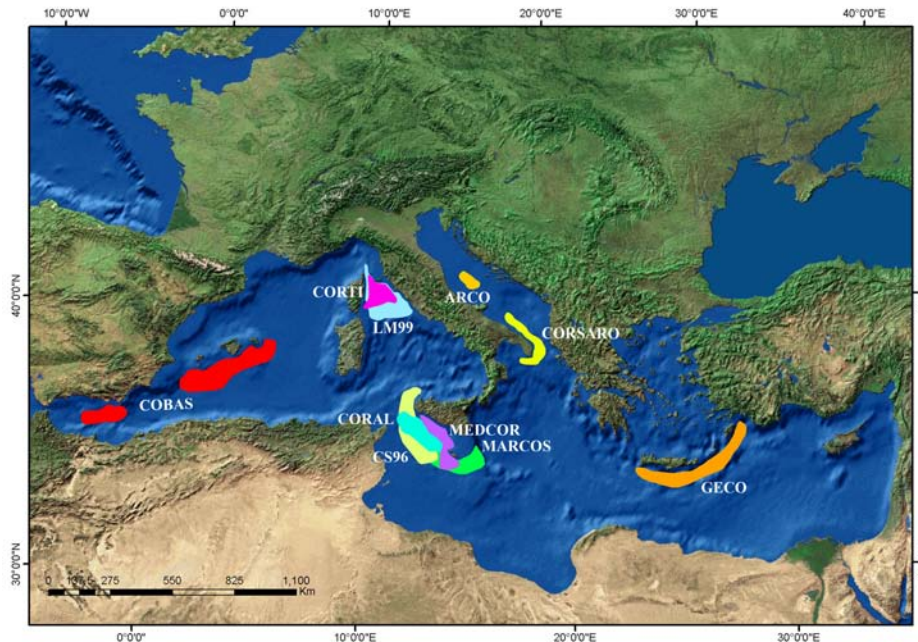 10°0'0"W 0°0'0" 10°0'0"E 20°0'0"E 30°0'0"E 40°0'0"E
40°0'0"N
CORTI
ARCO
LM99
CORSARO
COBAS
CORAL
MEDCOR
CS96
MARCOS
GECO
30°0'0"N
0 137.5 275 550 825 1,100
Km
0°0'0" 10°0'0"E 20°0'0"E 30°0'0"E